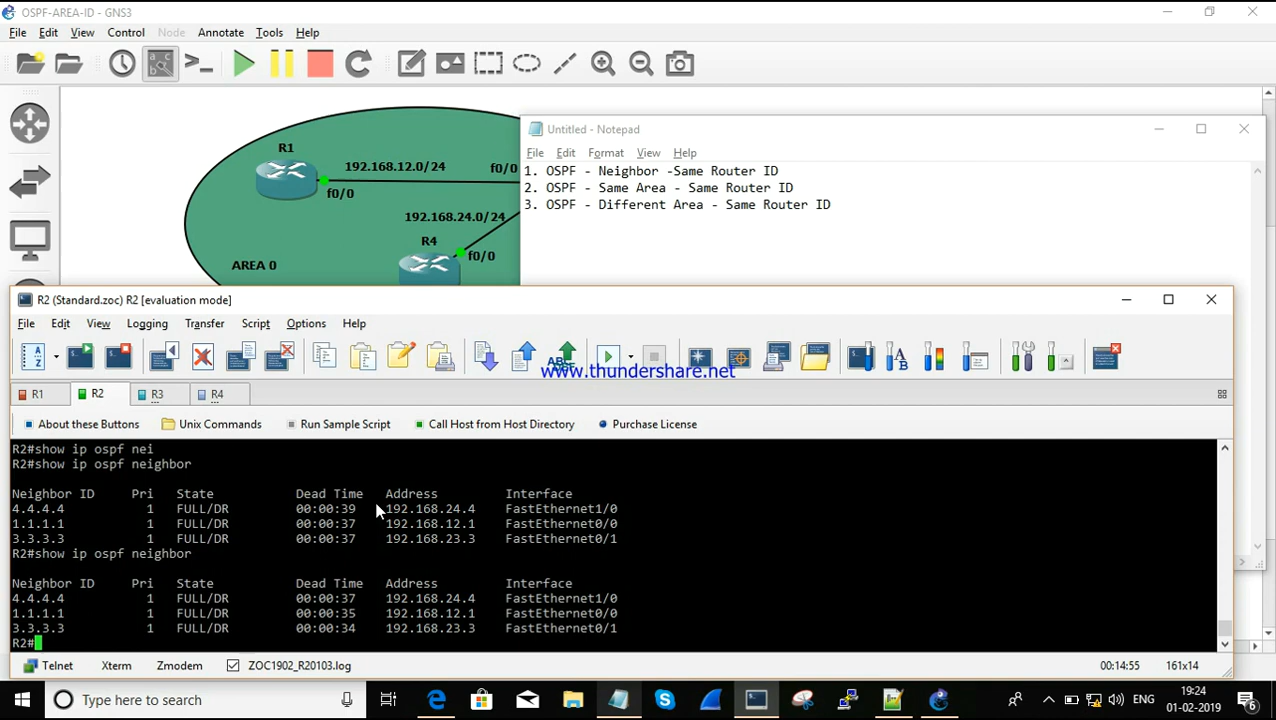 OSPF-AREA-ID - GNS3
File Edit View Control Node Annotate Tools Help
R1
192.168.12.0/24
f0/0
f0/0
192.168.24.0/24
R4
f0/0
AREA 0
Untitled - Notepad
File Edit Format View Help
1. OSPF - Neighbor -Same Router ID
2. OSPF - Same Area - Same Router ID
3. OSPF - Different Area - Same Router ID
R2 (Standard.zoc) R2 [evaluation mode]
File Edit View Logging Transfer Script Options Help
www.thundershare.net
R1 R2 R3 R4
About these Buttons Unix Commands Run Sample Script Call Host from Host Directory Purchase License
R2#show ip ospf nei
R2#show ip ospf neighbor
Neighbor ID Pri State Dead Time Address Interface
4.4.4.4 1 FULL/DR 00:00:39 192.168.24.4 FastEthernet1/0
1.1.1.1 1 FULL/DR 00:00:37 192.168.12.1 FastEthernet0/0
3.3.3.3 1 FULL/DR 00:00:37 192.168.23.3 FastEthernet0/1
R2#show ip ospf neighbor
Neighbor ID Pri State Dead Time Address Interface
4.4.4.4 1 FULL/DR 00:00:37 192.168.24.4 FastEthernet1/0
1.1.1.1 1 FULL/DR 00:00:35 192.168.12.1 FastEthernet0/0
3.3.3.3 1 FULL/DR 00:00:34 192.168.23.3 FastEthernet0/1
R2#
Telnet Xterm Zmodem ZOC1902_R20103.log 00:14:55 161x14
Type here to search
ENG
19:24
01-02-2019
6